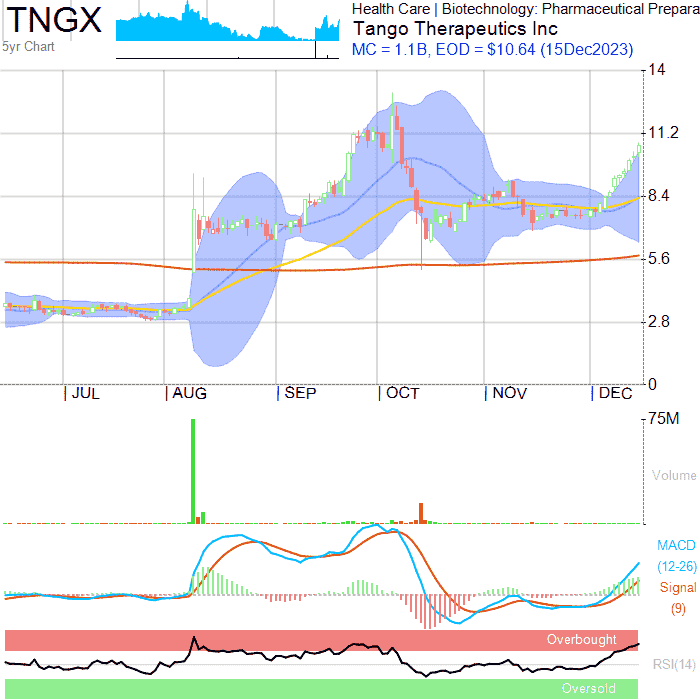 TNGX
5yr Chart
Health Care | Biotechnology: Pharmaceutical Prepara
Tango Therapeutics Inc
MC = 1.1B, EOD = $10.64 (15Dec2023)
14
11.2
8.4
5.6
2.8
0
JUL
AUG
SEP
OCT
NOV
DEC
75M
Volume
MACD
(12-26)
Signal
(9)
Overbought
RSI(14)
Oversold